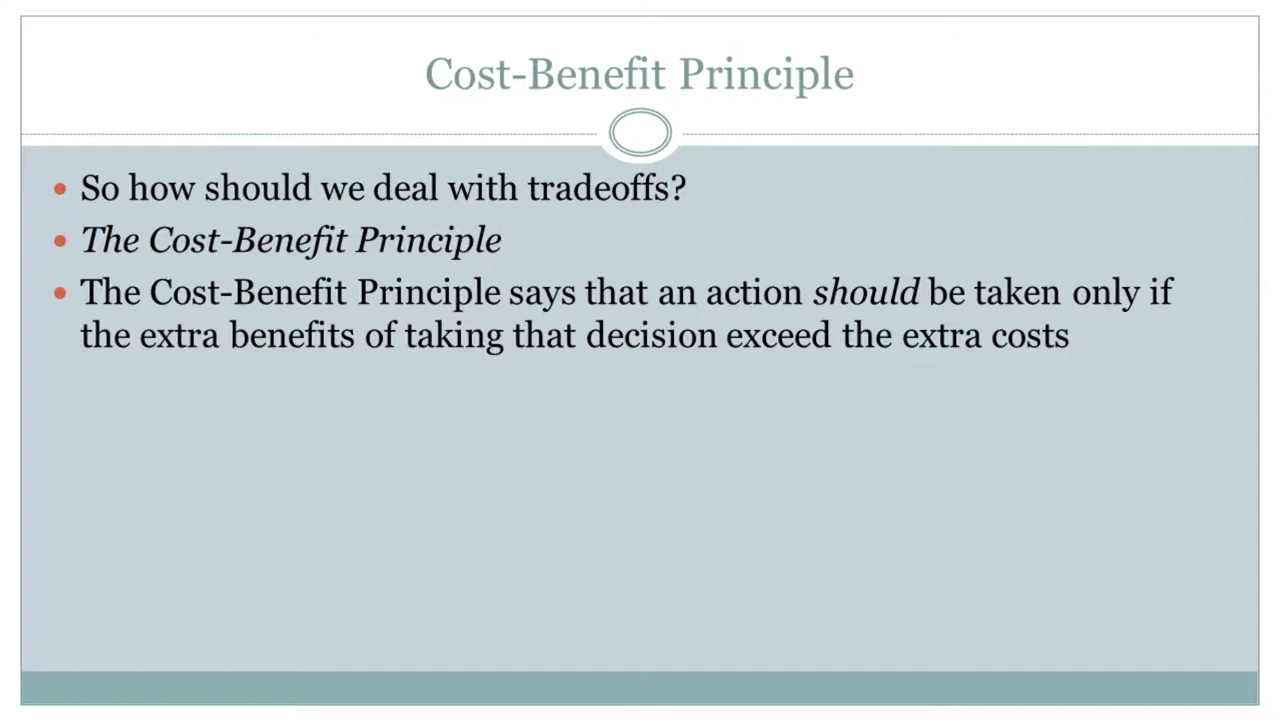 Cost-Benefit Principle
• So how should we deal with tradeoffs?
• The Cost-Benefit Principle
• The Cost-Benefit Principle says that an action should be taken only if
the extra benefits of taking that decision exceed the extra costs